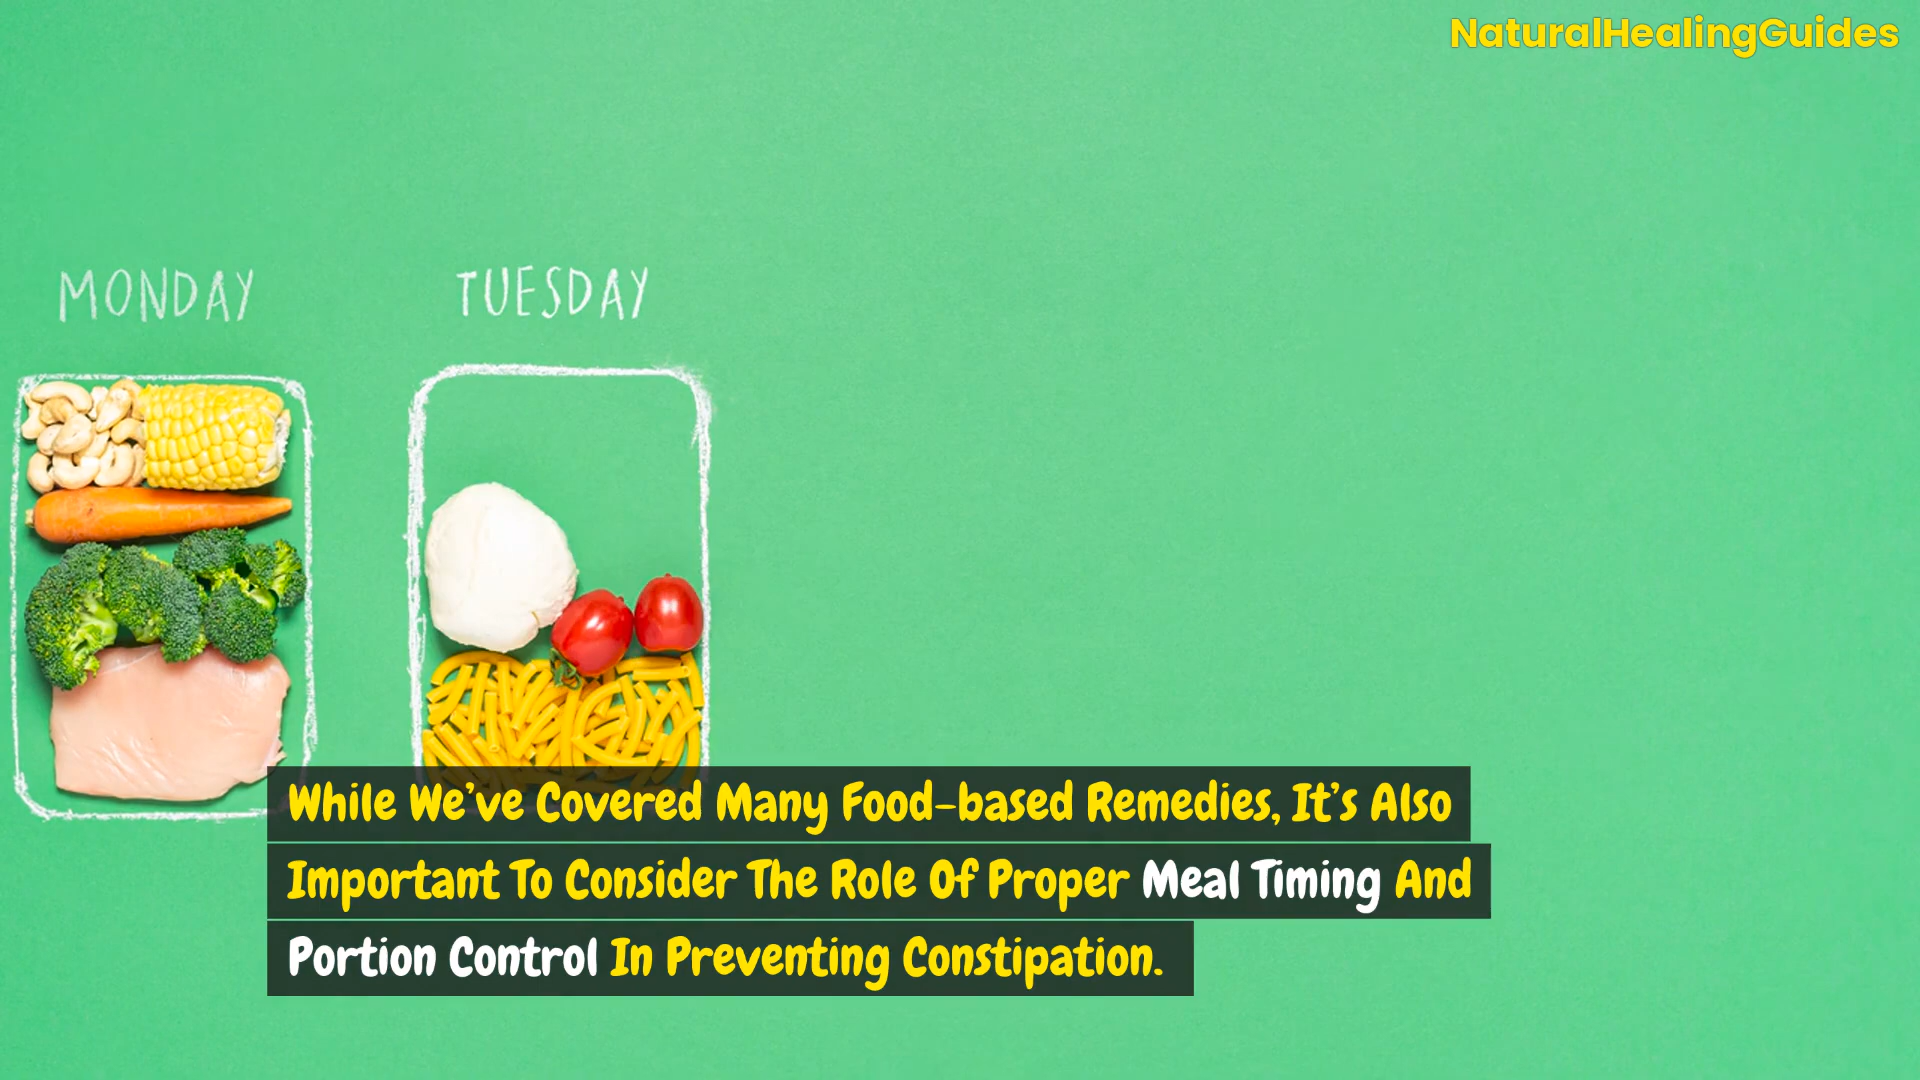 NaturalHealingGuides
MONDAY
TUESDAY
While We've Covered Many Food-based Remedies, It's Also
Important To Consider The Role Of Proper Meal Timing And
Portion Control In Preventing Constipation.